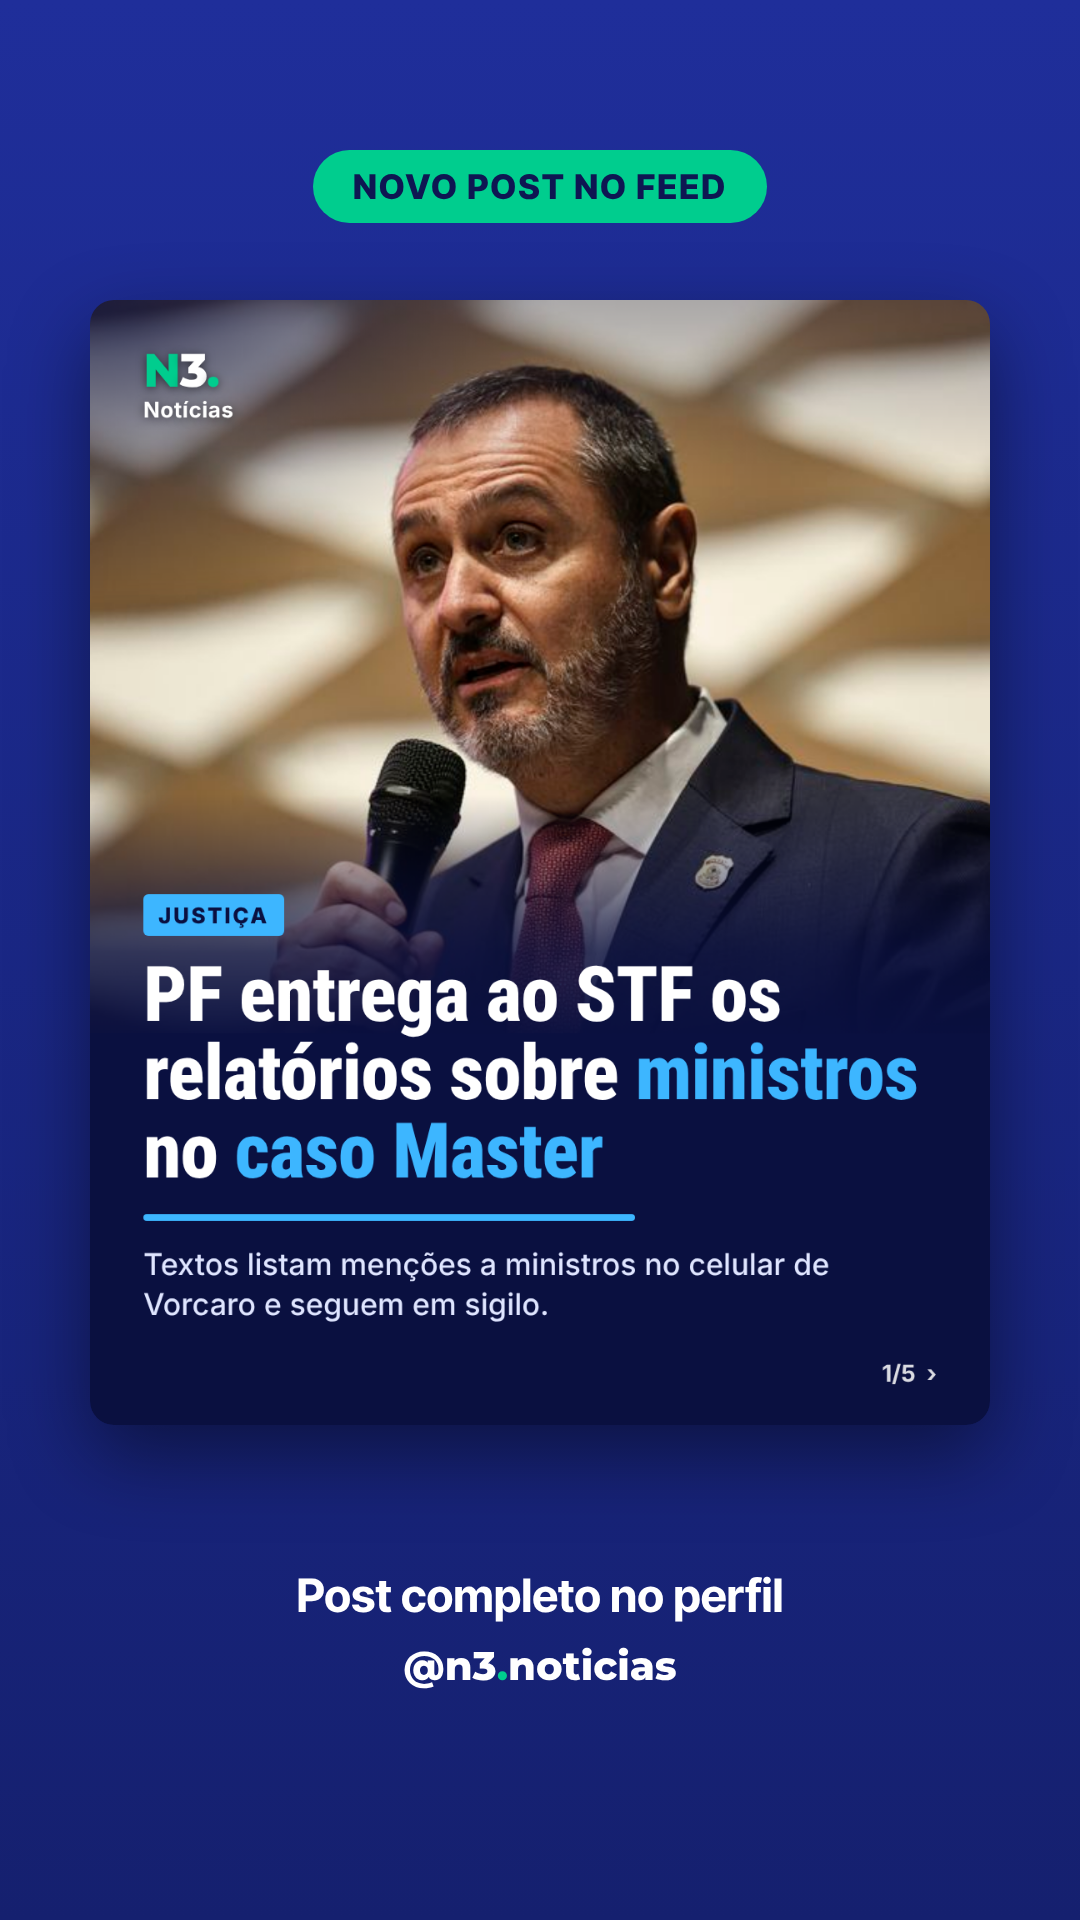 NOVO POST NO FEED
N3.
Notícias
JUSTIÇA
PF entrega ao STF os
relatórios sobre ministros
no caso Master
Textos listam menções a ministros no celular de
Vorcaro e seguem em sigilo.
1/5 ›
Post completo no perfil
@n3.noticias